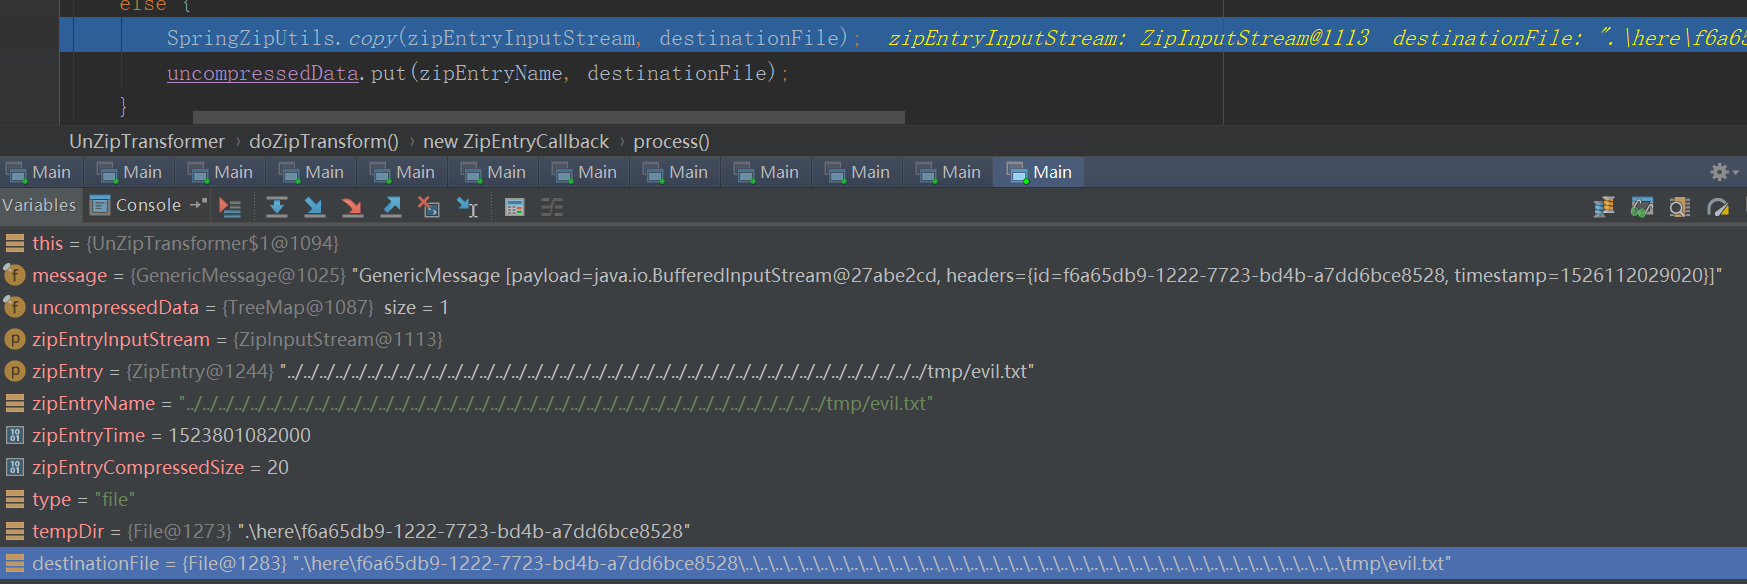 else {
SpringZipUtils.copy(zipEntryInputStream, destinationFile); zipEntryInputStream: ZipInputStream@1113 destinationFile: ".\here\f6a65
uncompressedData.put(zipEntryName, destinationFile);
}
UnZipTransformer › doZipTransform() › new ZipEntryCallback › process()
Main Main Main Main Main Main Main Main Main Main Main Main
Variables Console
this = {UnZipTransformer$1@1094}
message = {GenericMessage@1025} "GenericMessage [payload=java.io.BufferedInputStream@27abe2cd, headers={id=f6a65db9-1222-7723-bd4b-a7dd6bce8528, timestamp=1526112029020}]"
uncompressedData = {TreeMap@1087} size = 1
zipEntryInputStream = {ZipInputStream@1113}
zipEntry = {ZipEntry@1244} "../../../../../../../../../../../../../../../../../../../../../../../../../../../../../../../../../../../../../../../../tmp/evil.txt"
zipEntryName = "../../../../../../../../../../../../../../../../../../../../../../../../../../../../../../../../../../../../../../../../tmp/evil.txt"
zipEntryTime = 1523801082000
zipEntryCompressedSize = 20
type = "file"
tempDir = {File@1273} ".\here\f6a65db9-1222-7723-bd4b-a7dd6bce8528"
destinationFile = {File@1283} ".\here\f6a65db9-1222-7723-bd4b-a7dd6bce8528\..\..\..\..\..\..\..\..\..\..\..\..\..\..\..\..\..\..\..\..\..\..\..\..\..\..\..\..\..\..\..\..\..\..\..\..\..\..\..\..\tmp\evil.txt"